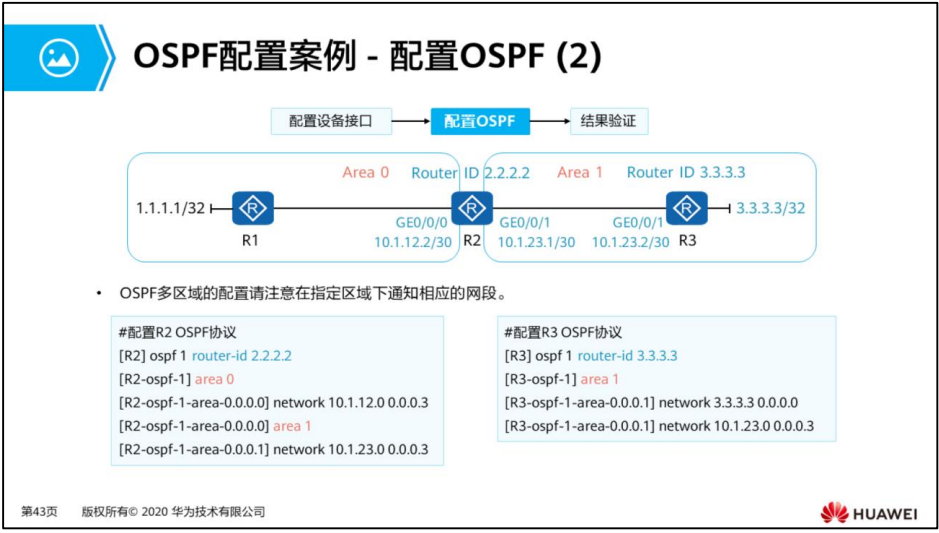 OSPF配置案例 - 配置OSPF (2)
配置设备接口
配置OSPF
结果验证
Area 0
Router ID 2.2.2.2
Area 1
Router ID 3.3.3.3
1.1.1.1/32
R
R
R
3.3.3.3/32
GE0/0/0
GE0/0/1
GE0/0/1
R1
10.1.12.2/30
R2
10.1.23.1/30
10.1.23.2/30
R3
• OSPF多区域的配置请注意在指定区域下通知相应的网段。
#配置R2 OSPF协议
[R2] ospf 1 router-id 2.2.2.2
[R2-ospf-1] area 0
[R2-ospf-1-area-0.0.0.0] network 10.1.12.0 0.0.0.3
[R2-ospf-1-area-0.0.0.0] area 1
[R2-ospf-1-area-0.0.0.1] network 10.1.23.0 0.0.0.3
#配置R3 OSPF协议
[R3] ospf 1 router-id 3.3.3.3
[R3-ospf-1] area 1
[R3-ospf-1-area-0.0.0.1] network 3.3.3.3 0.0.0.0
[R3-ospf-1-area-0.0.0.1] network 10.1.23.0 0.0.0.3
第43页
版权所有© 2020 华为技术有限公司
HUAWEI